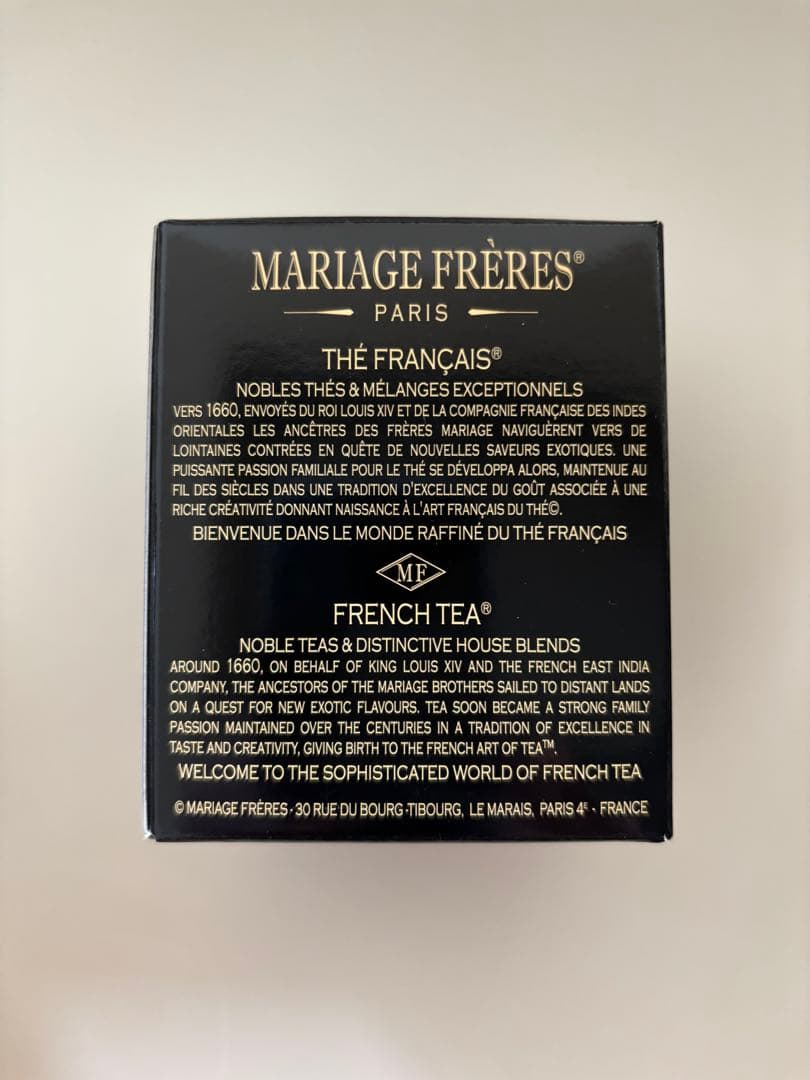 MARIAGE FRÈRES®
PARIS
THÉ FRANÇAIS®
NOBLES THÉS & MÉLANGES EXCEPTIONNELS
VERS 1660, ENVOYÉS DU ROI LOUIS XIV ET DE LA COMPAGNIE FRANÇAISE DES INDES
ORIENTALES LES ANCÊTRES DES FRÈRES MARIAGE NAVIGUÈRENT VERS DE
LOINTAINES CONTRÉES EN QUÊTE DE NOUVELLES SAVEURS EXOTIQUES. UNE
PUISSANTE PASSION FAMILIALE POUR LE THÉ SE DÉVELOPPA ALORS, MAINTENUE AU
FIL DES SIÈCLES DANS UNE TRADITION D'EXCELLENCE DU GOÛT ASSOCIÉE À UNE
RICHE CRÉATIVITÉ DONNANT NAISSANCE À L'ART FRANÇAIS DU THÉ©.
BIENVENUE DANS LE MONDE RAFFINÉ DU THÉ FRANÇAIS
MF
FRENCH TEA®
NOBLE TEAS & DISTINCTIVE HOUSE BLENDS
AROUND 1660, ON BEHALF OF KING LOUIS XIV AND THE FRENCH EAST INDIA
COMPANY, THE ANCESTORS OF THE MARIAGE BROTHERS SAILED TO DISTANT LANDS
ON A QUEST FOR NEW EXOTIC FLAVOURS. TEA SOON BECAME A STRONG FAMILY
PASSION MAINTAINED OVER THE CENTURIES IN A TRADITION OF EXCELLENCE IN
TASTE AND CREATIVITY, GIVING BIRTH TO THE FRENCH ART OF TEA™.
WELCOME TO THE SOPHISTICATED WORLD OF FRENCH TEA
© MARIAGE FRÈRES - 30 RUE DU BOURG-TIBOURG, LE MARAIS, PARIS 4E - FRANCE